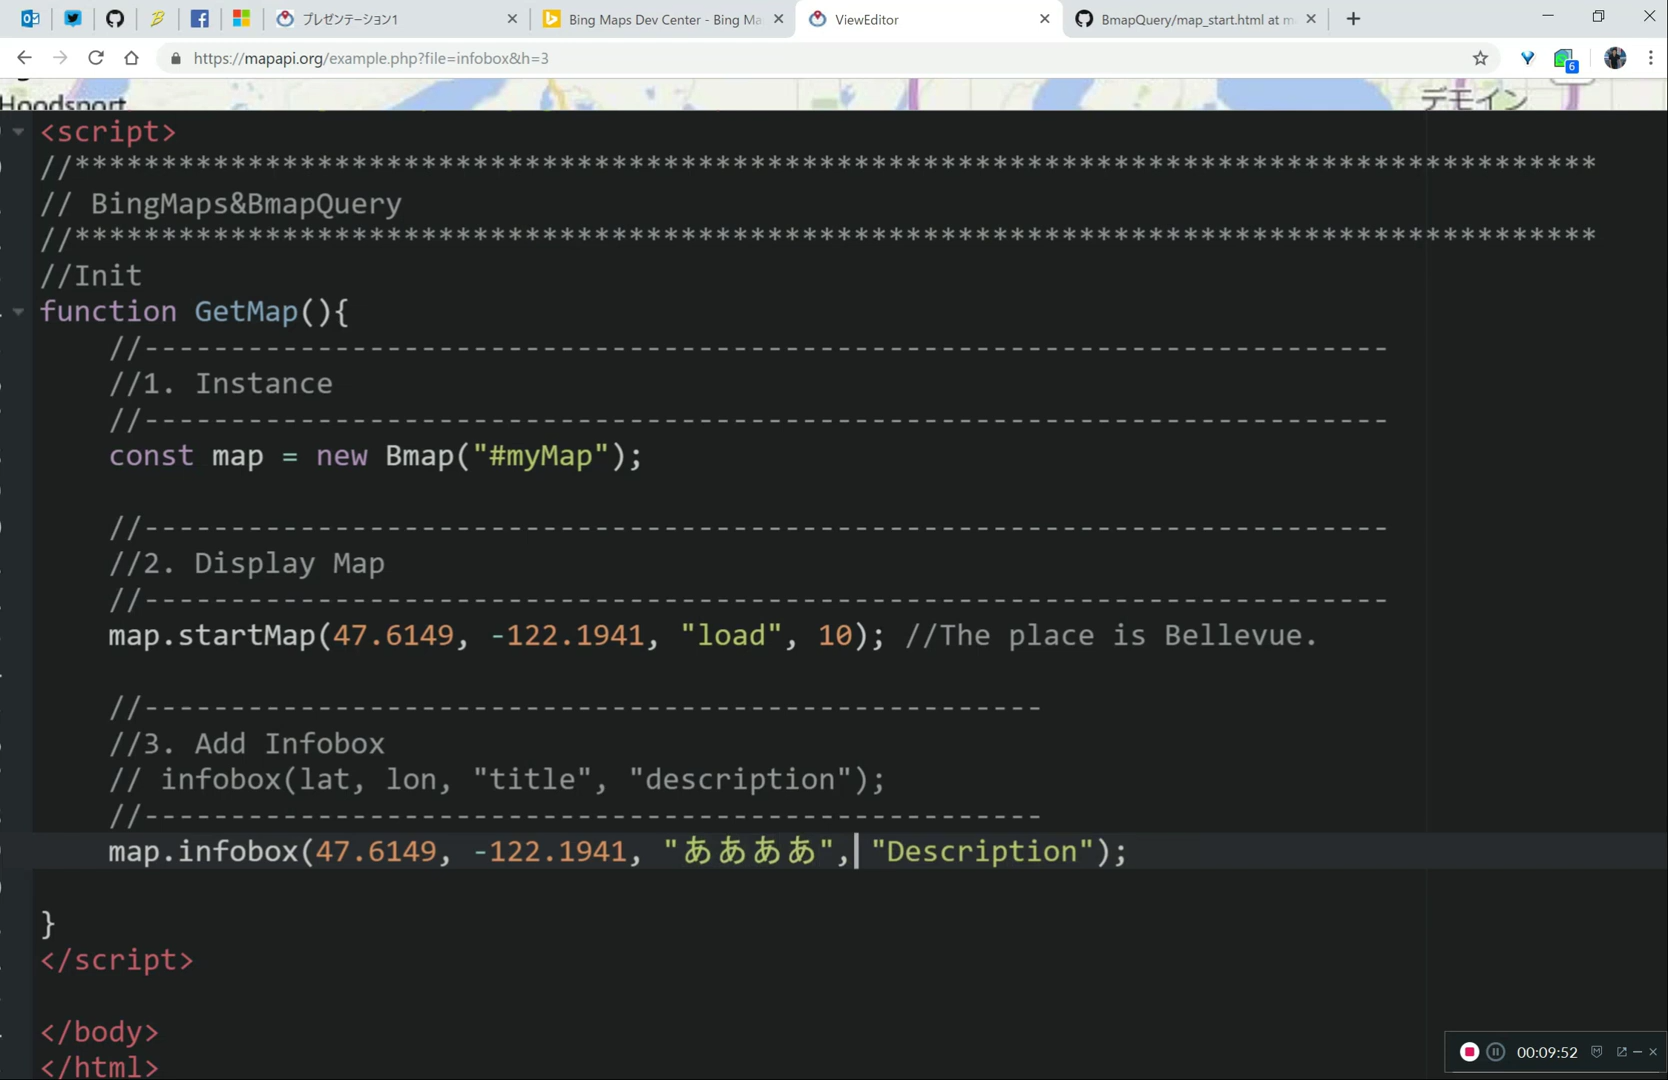 プレゼンテーション1
Bing Maps Dev Center - Bing Ma
ViewEditor
BmapQuery/map_start.html at m
https://mapapi.org/example.php?file=infobox&h=3
6
Hoodsport
デモイン
<script>
//****************************************************************************************
// BingMaps&BmapQuery
//****************************************************************************************
//Init
function GetMap(){
//------------------------------------------------------------------------
//1. Instance
//------------------------------------------------------------------------
const map = new Bmap("#myMap");
//------------------------------------------------------------------------
//2. Display Map
//------------------------------------------------------------------------
map.startMap(47.6149, -122.1941, "load", 10); //The place is Bellevue.
//----------------------------------------------------
//3. Add Infobox
// infobox(lat, lon, "title", "description");
//----------------------------------------------------
map.infobox(47.6149, -122.1941, "ああああ", "Description");
}
</script>
</body>
</html>
00:09:52